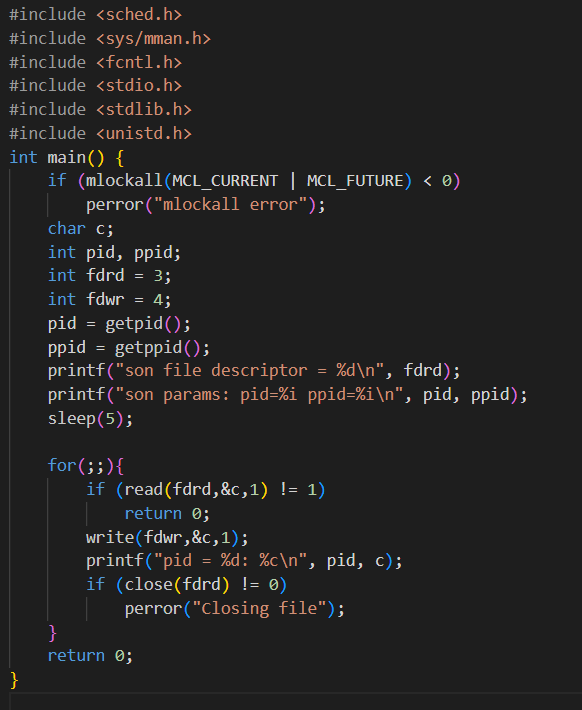 #include <sched.h>
#include <sys/mman.h>
#include <fcntl.h>
#include <stdio.h>
#include <stdlib.h>
#include <unistd.h>
int main() {
    if (mlockall(MCL_CURRENT | MCL_FUTURE) < 0)
        perror("mlockall error");
    char c;
    int pid, ppid;
    int fdrd = 3;
    int fdwr = 4;
    pid = getpid();
    ppid = getppid();
    printf("son file descriptor = %d\n", fdrd);
    printf("son params: pid=%i ppid=%i\n", pid, ppid);
    sleep(5);

    for(;;){
        if (read(fdrd,&c,1) != 1)
            return 0;
        write(fdwr,&c,1);
        printf("pid = %d: %c\n", pid, c);
        if (close(fdrd) != 0)
            perror("Closing file");
    }
    return 0;
}